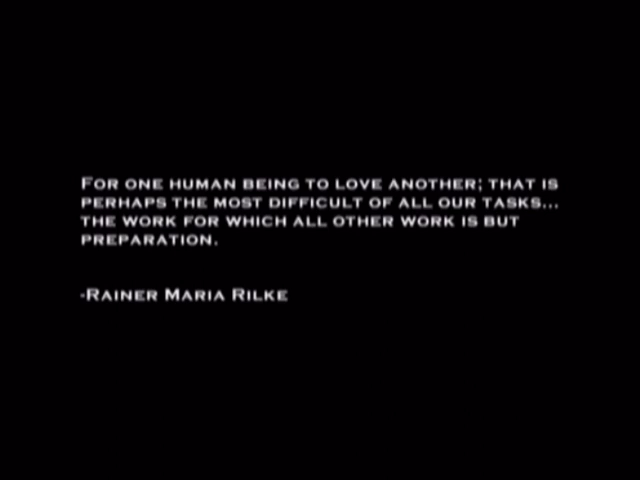 For one human being to love another; that is
perhaps the most difficult of all our tasks...
the work for which all other work is but
preparation.
-Rainer Maria Rilke